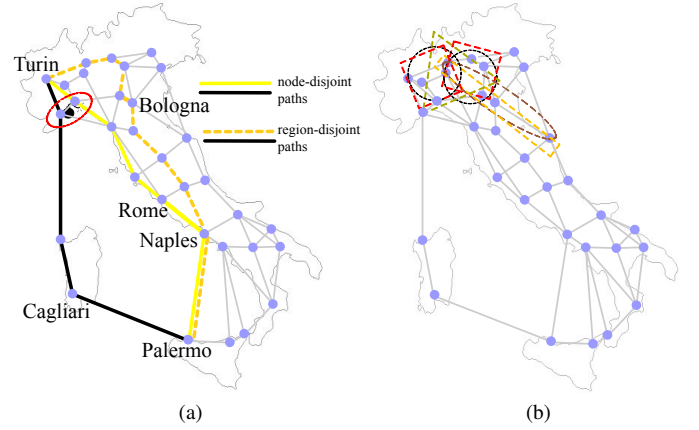 Turin
node-disjoint
paths
Bologna
region-disjoint
paths
Rome
Naples
Cagliari
Palermo
(a)
(b)